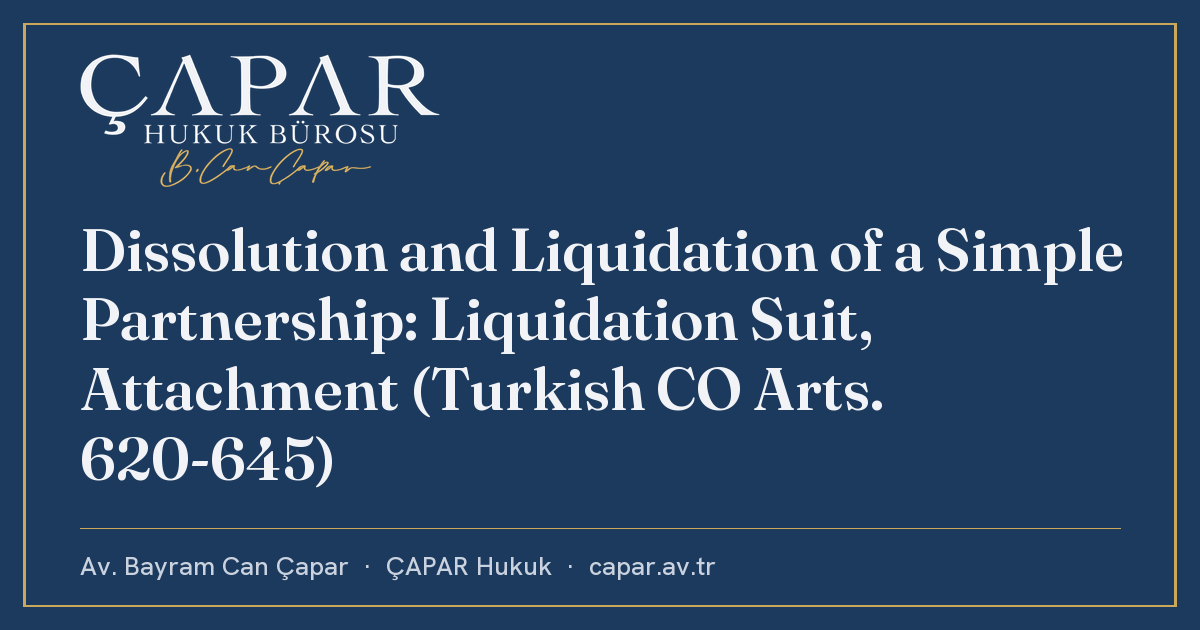 ÇAPAR
HUKUK BÜROSU
B.Can Çapar
Dissolution and Liquidation of a Simple
Partnership: Liquidation Suit,
Attachment (Turkish CO Arts.
620-645)
Av. Bayram Can Çapar · ÇAPAR Hukuk · capar.av.tr